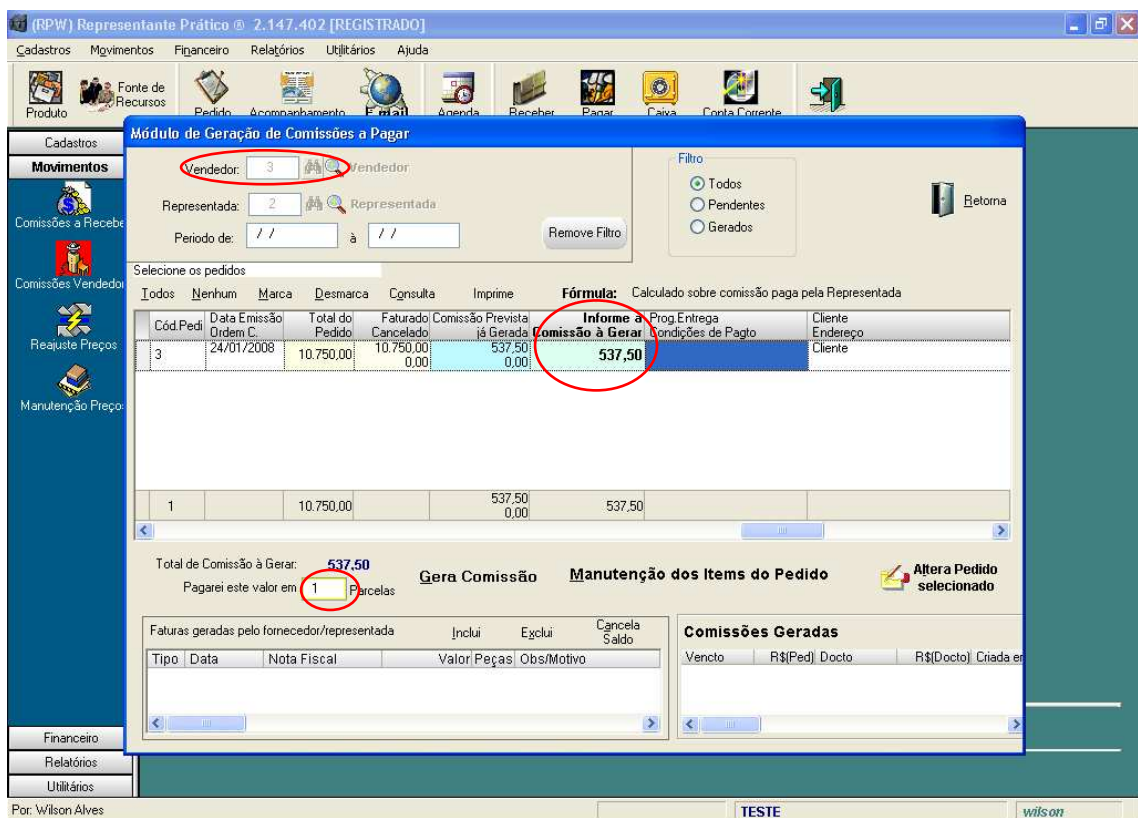 (RPW) Representante Prático ® 2.147.402 [REGISTRADO]
Cadastros Movimentos Financeiro Relatórios Utilitários Ajuda
Produto
Fonte de
Recursos
Pedido Acompanhamento E mail Agenda Receber Pagar Caixa Conta Corrente
Cadastros
Movimentos
Comissões a Recebe
Comissões Vendedo
Reajuste Preços
Manutenção Preço
Financeiro
Relatórios
Utilitários
Módulo de Geração de Comissões a Pagar
Vendedor: 3 Vendedor
Representada: 2 Representada
Periodo de: / / à / /
Remove Filtro
Filtro
Todos
Pendentes
Gerados
Retorna
Selecione os pedidos
Todos Nenhum Marca Desmarca Consulta Imprime Fórmula: Calculado sobre comissão paga pela Representada
Cód.Pedi Data Emissão Total do Faturado Comissão Prevista Informe a Prog.Entrega Cliente
Ordem C. Pedido Cancelado já Gerada Comissão à Gerar Condições de Pagto Endereço
3 24/01/2008 10.750,00 10.750,00 537,50 537,50 Cliente
0,00 0,00
1 10.750,00 537,50 537,50
0,00
Total de Comissão à Gerar: 537,50
Pagarei este valor em 1 Parcelas
Gera Comissão Manutenção dos Items do Pedido
Altera Pedido
selecionado
Faturas geradas pelo fornecedor/representada Inclui Exclui Cancela
Saldo
Tipo Data Nota Fiscal Valor Peças Obs/Motivo
Comissões Geradas
Vencto R$(Ped) Docto R$(Docto) Criada er
Por: Wilson Alves TESTE wilson